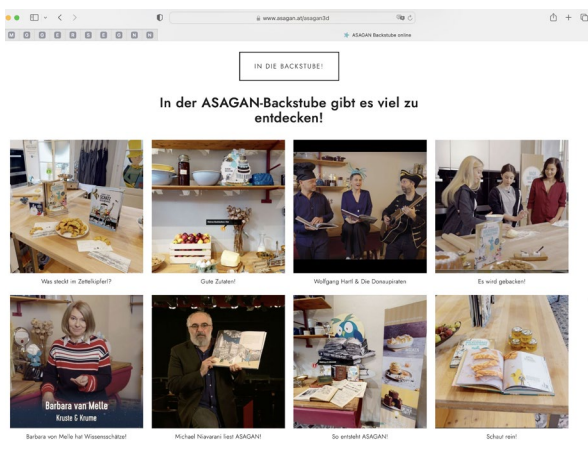 www.asagan.at/asagan3d
ASAGAN Backstube online
IN DIE BACKSTUBE!
In der ASAGAN-Backstube gibt es viel zu
entdecken!
Was steckt im Zettelkipferl?
Gute Zutaten!
Wolfgang Hartl & Die Donaupiraten
Es wird gebacken!
Barbara van Melle
Kruste & Krume
Barbara von Melle hat Wissensschätze!
Michael Niavarani liest ASAGAN!
So entsteht ASAGAN!
Schaut rein!